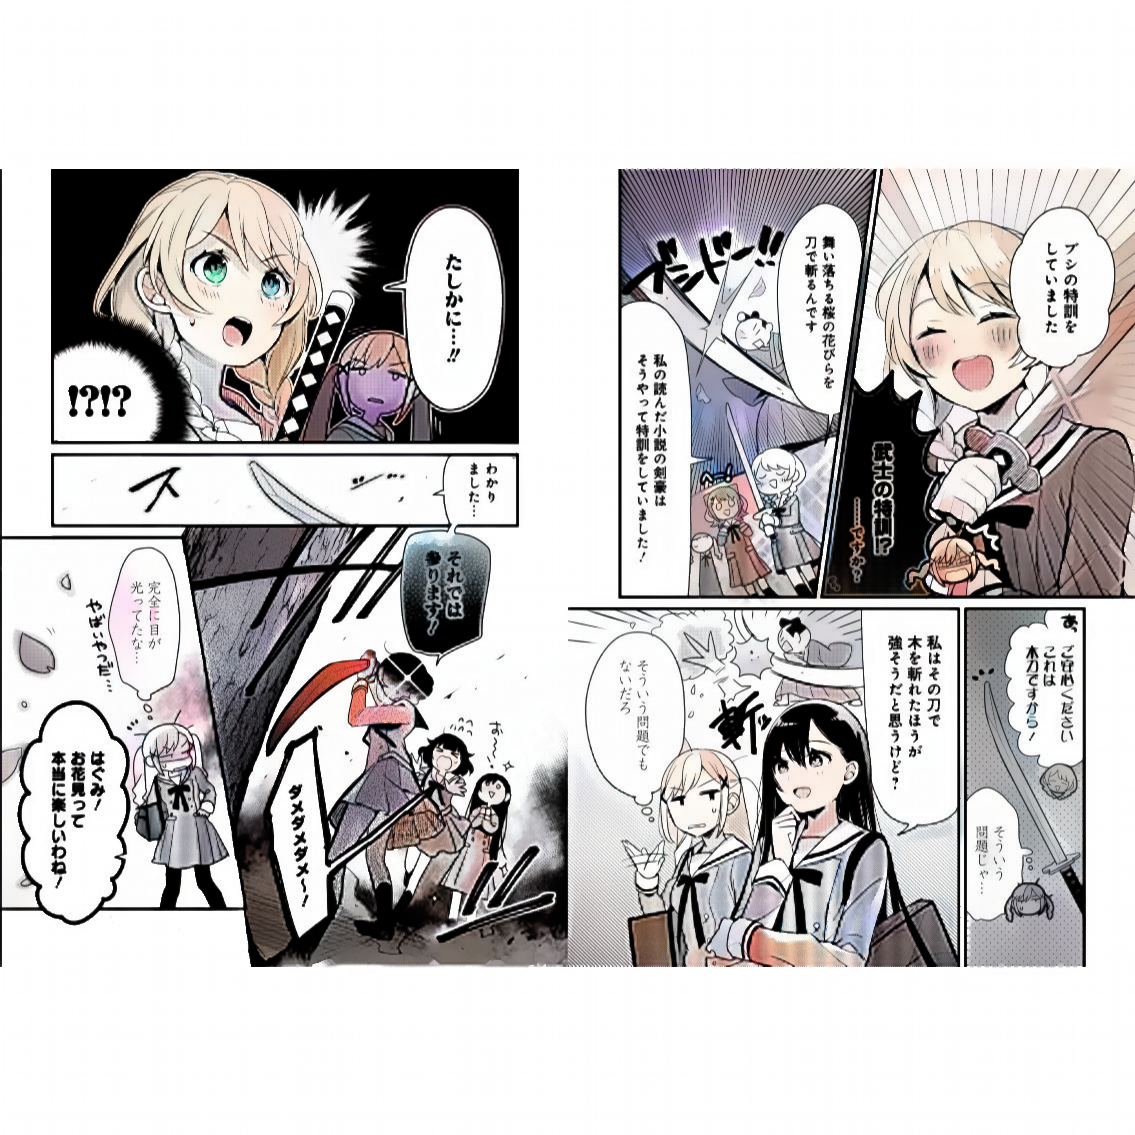 ブシの特訓を
していました
武士の特訓!?
……ですか?
舞い落ちる桜の花びらを
刀で斬るんです
ブシドー!!
私の読んだ小説の剣豪は
そうやって特訓をしていました!
あ、
ご安心ください
これは
木刀ですから
そういう
問題じゃ…
私はその刀で
木を斬れたほうが
強そうだと思うけど?
斬ッ
そういう問題でも
ないだろ
たしかに…!!
!?!?
わかり
ました…
スッ
それでは
参ります!
お〜
ダメダメダメ〜!
完全に目が
光ってたな…
やばいやつだ…
はぐみ!
お花見って
本当に楽しいわね!